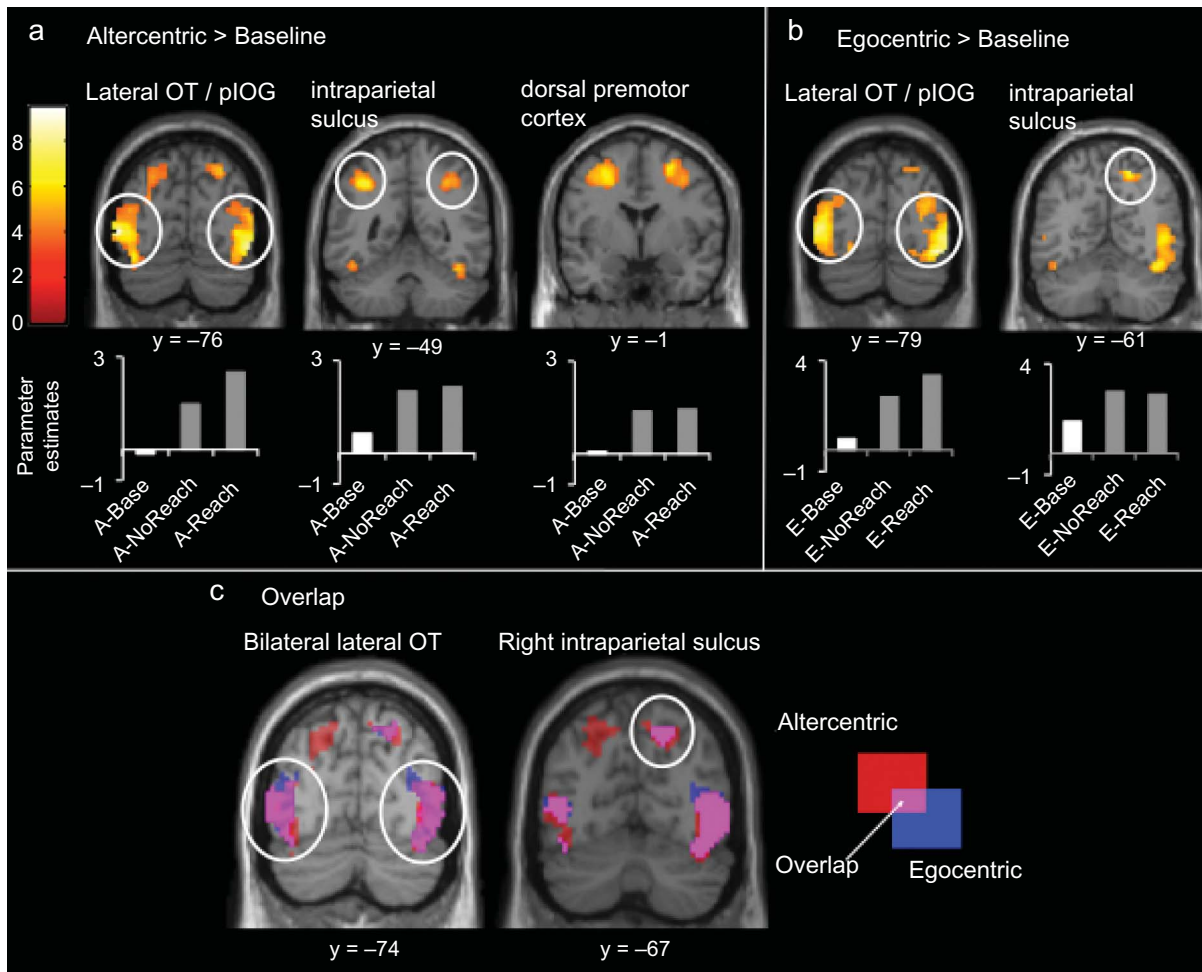 a
Altercentric > Baseline
Lateral OT / pIOG
intraparietal
sulcus
dorsal premotor
cortex
8
6
4
2
0
y = –76
y = –49
y = –1
Parameter
estimates
3
–1
A-Base
A-NoReach
A-Reach
3
–1
A-Base
A-NoReach
A-Reach
3
–1
A-Base
A-NoReach
A-Reach
b
Egocentric > Baseline
Lateral OT / pIOG
intraparietal
sulcus
y = –79
y = –61
4
–1
E-Base
E-NoReach
E-Reach
4
–1
E-Base
E-NoReach
E-Reach
c
Overlap
Bilateral lateral OT
Right intraparietal sulcus
y = –74
y = –67
Altercentric
Overlap
Egocentric